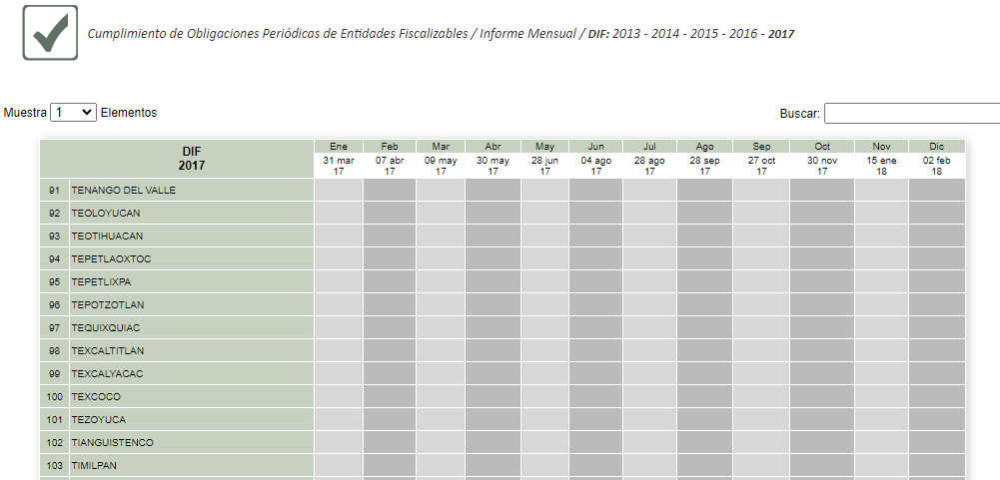 Cumplimiento de Obligaciones Periódicas de Entidades Fiscalizables / Informe Mensual / DIF: 2013 - 2014 - 2015 - 2016 - 2017
Muestra 1 Elementos
Buscar:
DIF 2017 Ene Feb Mar Abr May Jun Jul Ago Sep Oct Nov Dic
31 mar 17 07 abr 17 09 may 17 30 may 17 28 jun 17 04 ago 17 28 ago 17 28 sep 17 27 oct 17 30 nov 17 15 ene 18 02 feb 18
91 TENANGO DEL VALLE
92 TEOLOYUCAN
93 TEOTIHUACAN
94 TEPETLAOXTOC
95 TEPETLIXPA
96 TEPOTZOTLAN
97 TEQUIXQUIAC
98 TEXCALTITLAN
99 TEXCALYACAC
100 TEXCOCO
101 TEZOYUCA
102 TIANGUISTENCO
103 TIMILPAN